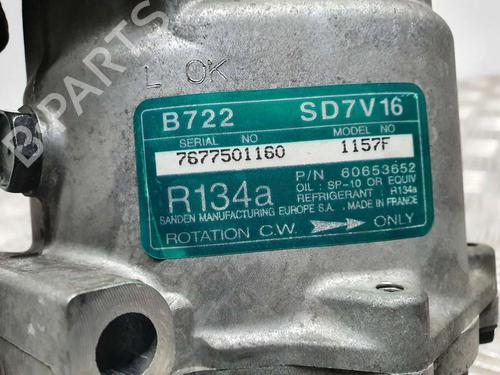 B PARTS
L OK
B722 SD7V16
SERIAL NO MODEL NO
7677501160 1157F
R134a P/N 60653652
OIL : SP-10 OR EQUIV
REFRIGERANT : R134a
SANDEN MANUFACTURING EUROPE S.A. MADE IN FRANCE
ROTATION C.W. ONLY